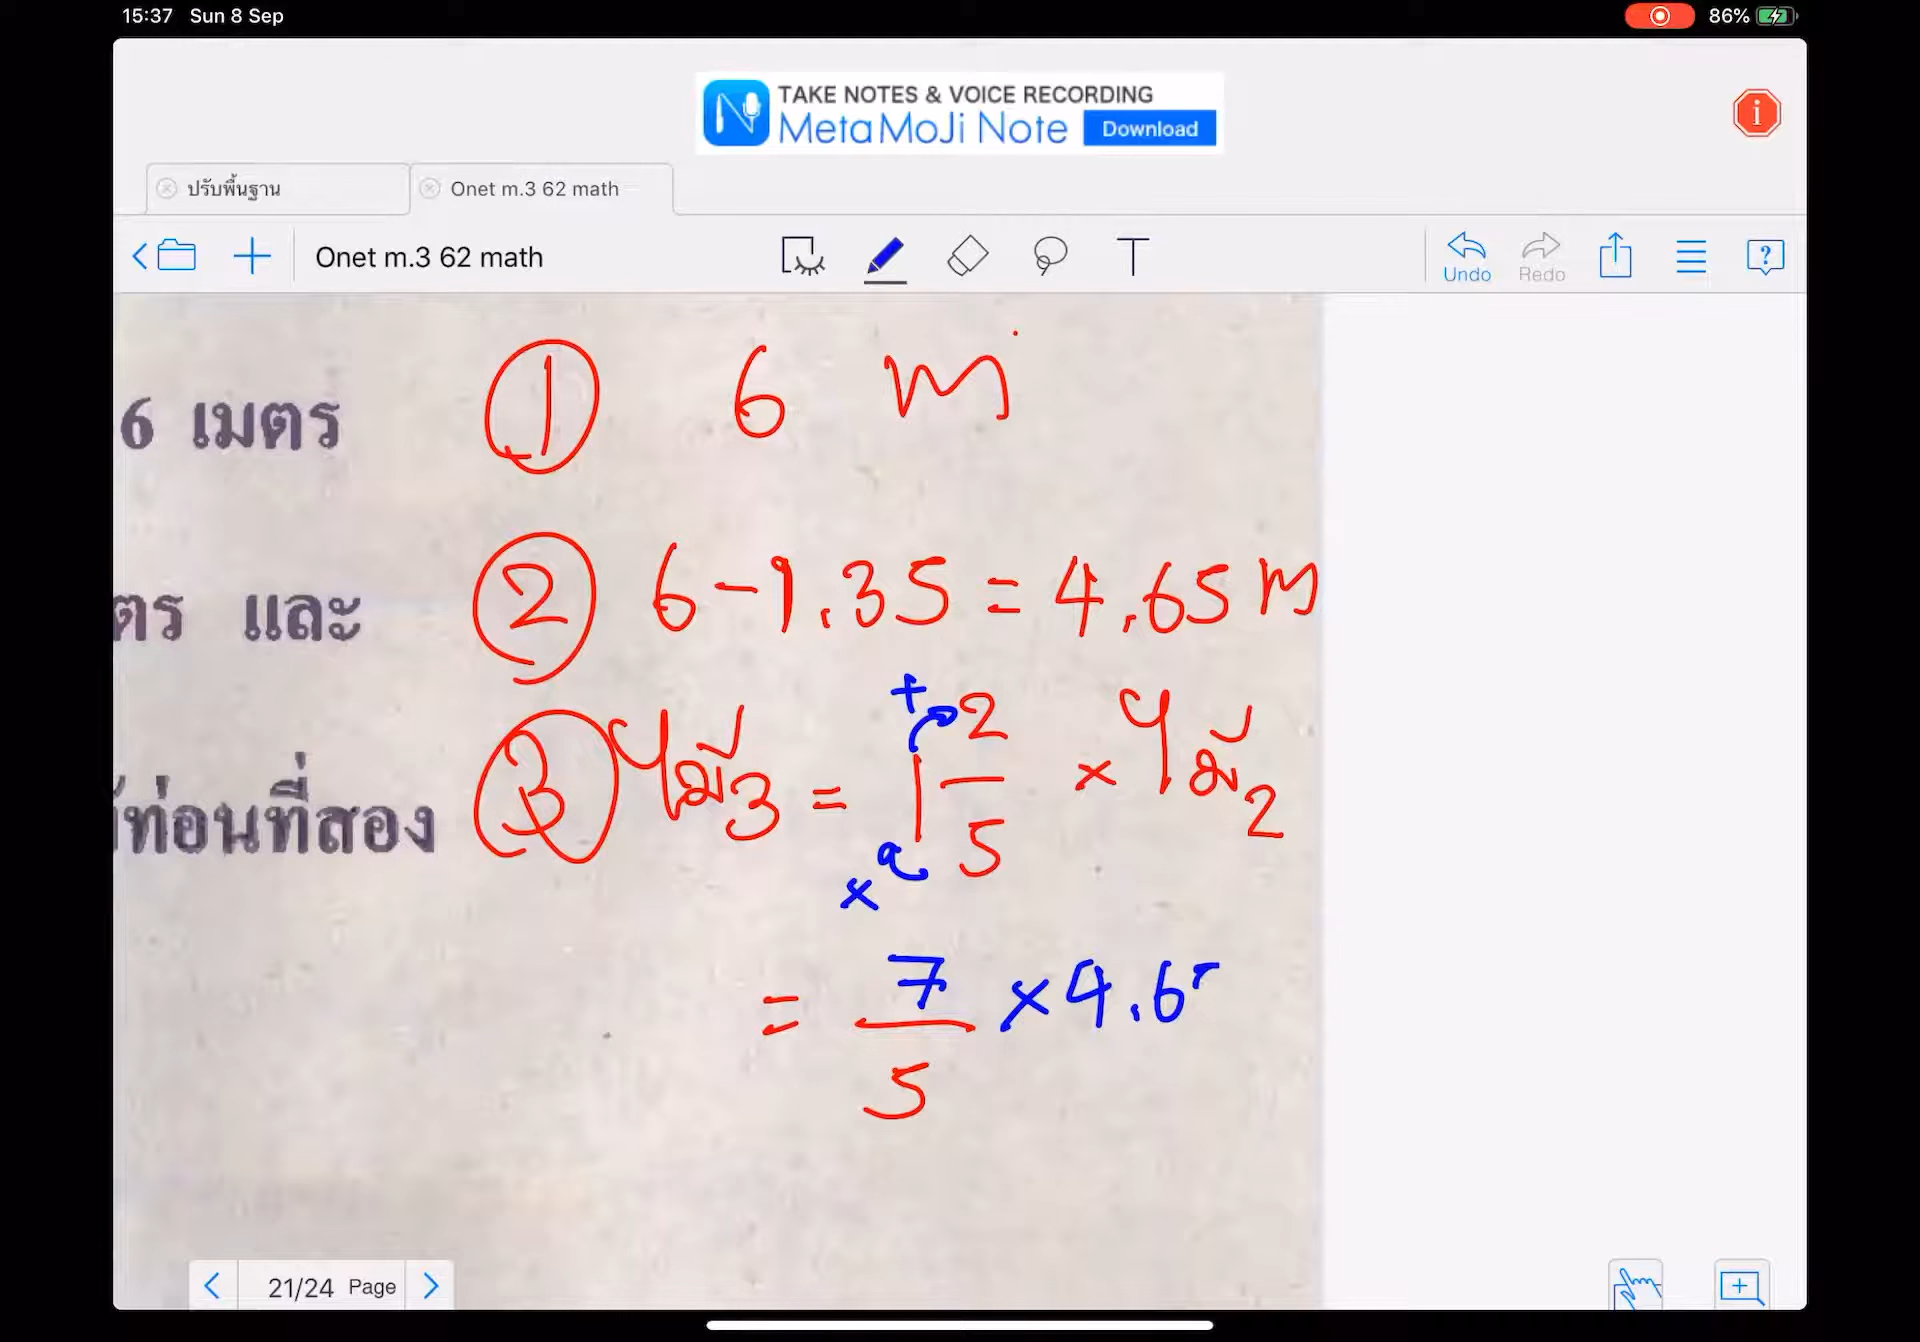 15:37 Sun 8 Sep
86%
TAKE NOTES & VOICE RECORDING
MetaMoJi Note Download
ปรับพื้นฐาน
Onet m.3 62 math
Onet m.3 62 math
T
Undo
Redo
6 เมตร
1 6 m
ตร และ
2 6-1.35 = 4.65 m
ท่อนที่สอง
3 ไม้3 = 1 2/5 × ไม้2
+
×
= 7/5 × 4.6
21/24 Page